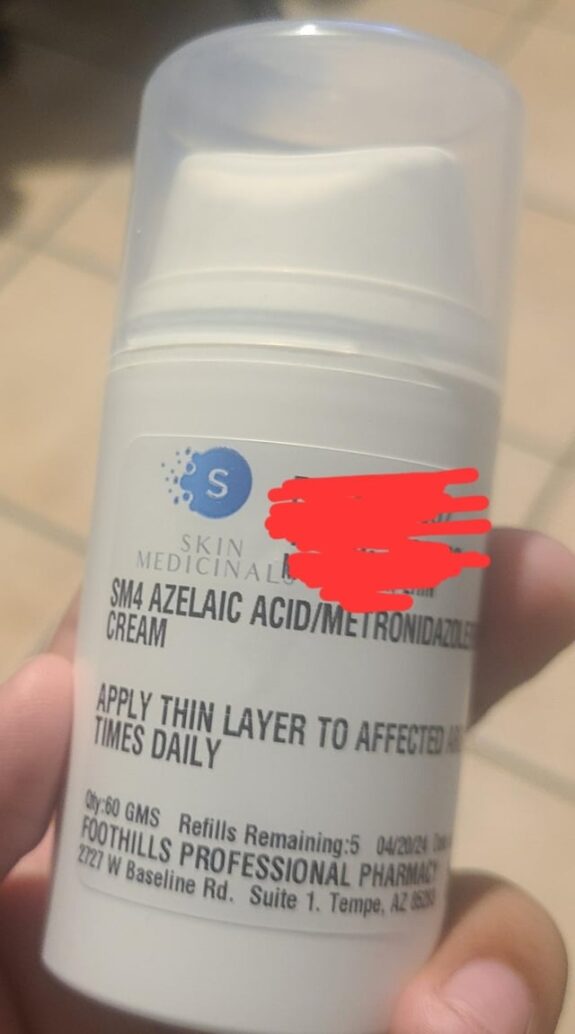 S
SKIN
MEDICINALS
SM4 AZELAIC ACID/METRONIDAZOLE
CREAM
APPLY THIN LAYER TO AFFECTED
TIMES DAILY
Qty:60 GMS Refills Remaining:5 04/20/24
FOOTHILLS PROFESSIONAL PHARMACY
2727 W Baseline Rd. Suite 1. Tempe, AZ